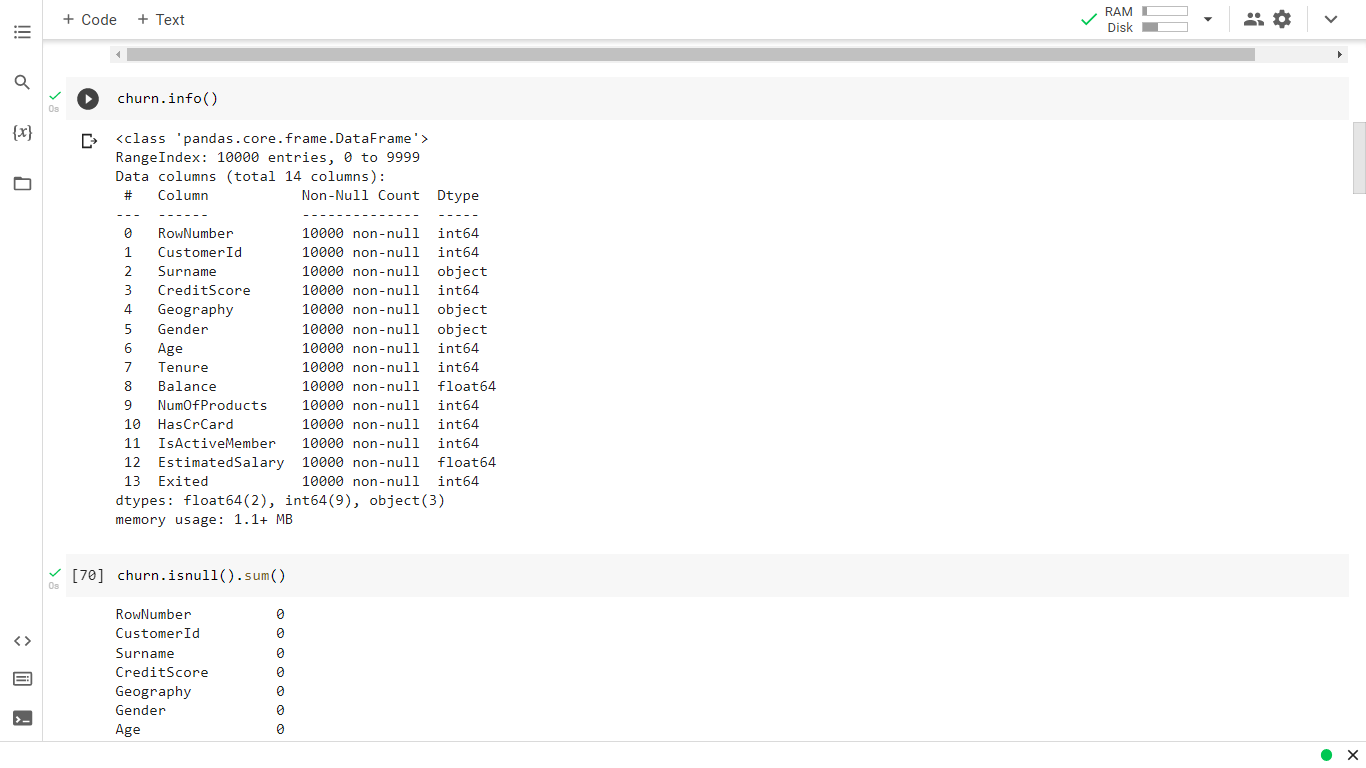 + Code + Text
RAM
Disk
{x}
0s
churn.info()
<class 'pandas.core.frame.DataFrame'>
RangeIndex: 10000 entries, 0 to 9999
Data columns (total 14 columns):
 #   Column           Non-Null Count  Dtype
---  ------           --------------  -----
 0   RowNumber        10000 non-null  int64
 1   CustomerId       10000 non-null  int64
 2   Surname          10000 non-null  object
 3   CreditScore      10000 non-null  int64
 4   Geography        10000 non-null  object
 5   Gender           10000 non-null  object
 6   Age              10000 non-null  int64
 7   Tenure           10000 non-null  int64
 8   Balance          10000 non-null  float64
 9   NumOfProducts    10000 non-null  int64
 10  HasCrCard        10000 non-null  int64
 11  IsActiveMember   10000 non-null  int64
 12  EstimatedSalary  10000 non-null  float64
 13  Exited           10000 non-null  int64
dtypes: float64(2), int64(9), object(3)
memory usage: 1.1+ MB
[70] churn.isnull().sum()
0s
RowNumber          0
CustomerId         0
Surname            0
CreditScore        0
Geography          0
Gender             0
Age                0